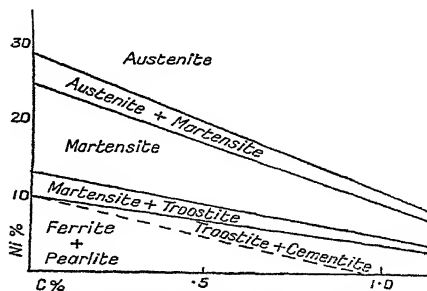 30
Austenite
Austenite + Martensite
20
Martensite
Martensite + Troostite
10
Troostite + Cementite
Ferrite
+
Pearlite
Ni %
C %
.5
1.0